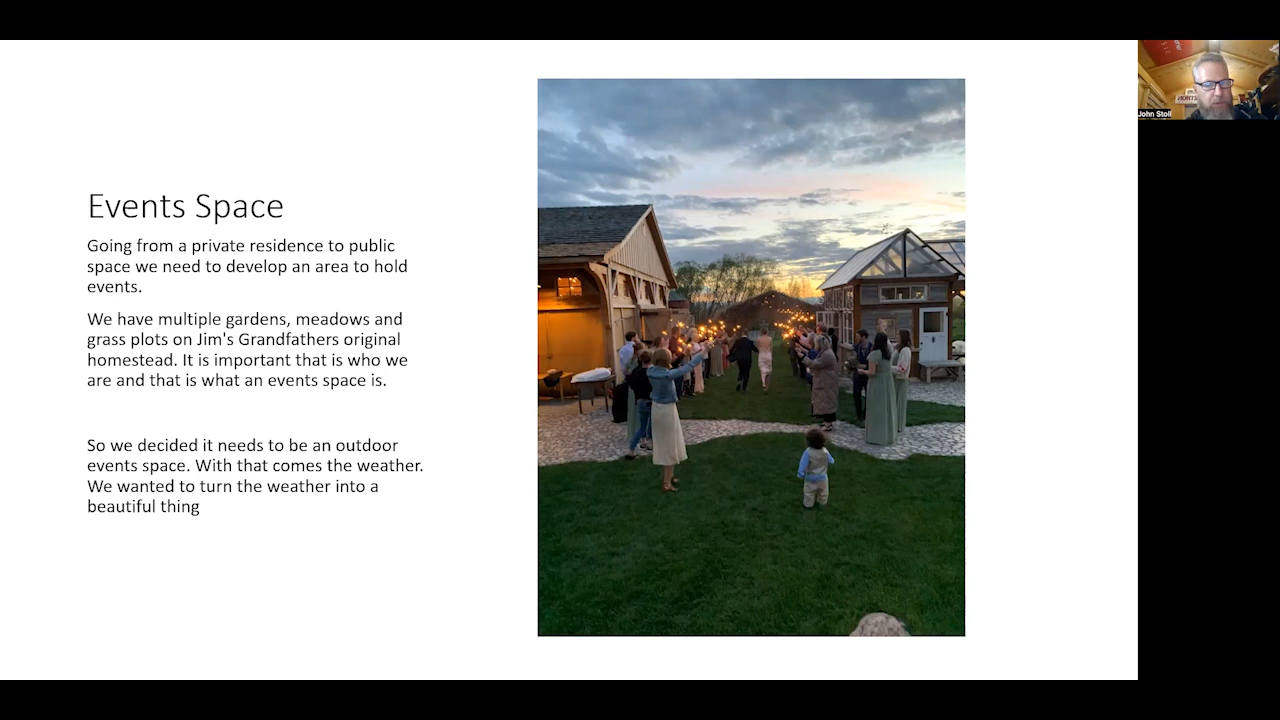 Events Space
Going from a private residence to public
space we need to develop an area to hold
events.
We have multiple gardens, meadows and
grass plots on Jim's Grandfathers original
homestead. It is important that is who we
are and that is what an events space is.
So we decided it needs to be an outdoor
events space. With that comes the weather.
We wanted to turn the weather into a
beautiful thing
John Stoll